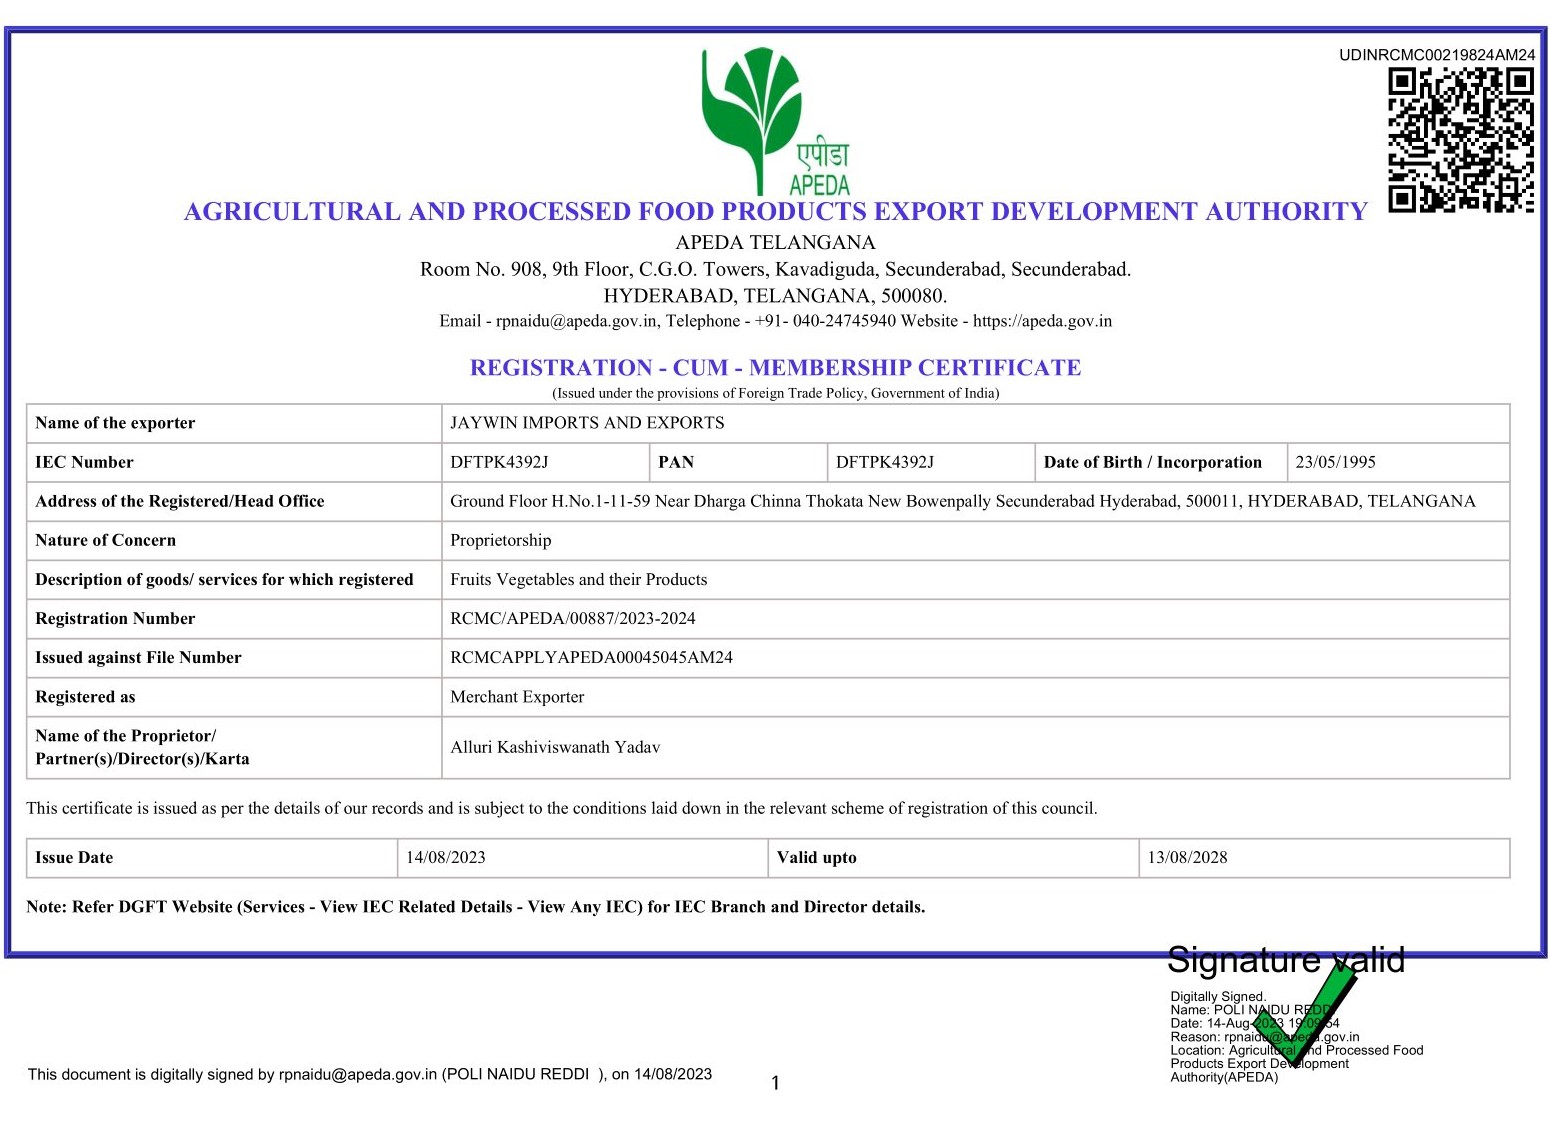 UDINRCMC00219824AM24
एपीडा
APEDA
AGRICULTURAL AND PROCESSED FOOD PRODUCTS EXPORT DEVELOPMENT AUTHORITY
APEDA TELANGANA
Room No. 908, 9th Floor, C.G.O. Towers, Kavadiguda, Secunderabad, Secunderabad.
HYDERABAD, TELANGANA, 500080.
Email - rpnaidu@apeda.gov.in, Telephone - +91- 040-24745940 Website - https://apeda.gov.in
REGISTRATION - CUM - MEMBERSHIP CERTIFICATE
(Issued under the provisions of Foreign Trade Policy, Government of India)
Name of the exporter JAYWIN IMPORTS AND EXPORTS
IEC Number DFTPK4392J PAN DFTPK4392J Date of Birth / Incorporation 23/05/1995
Address of the Registered/Head Office Ground Floor H.No.1-11-59 Near Dharga Chinna Thokata New Bowenpally Secunderabad Hyderabad, 500011, HYDERABAD, TELANGANA
Nature of Concern Proprietorship
Description of goods/ services for which registered Fruits Vegetables and their Products
Registration Number RCMC/APEDA/00887/2023-2024
Issued against File Number RCMCAPPLYAPEDA00045045AM24
Registered as Merchant Exporter
Name of the Proprietor/
Partner(s)/Director(s)/Karta Alluri Kashiviswanath Yadav
This certificate is issued as per the details of our records and is subject to the conditions laid down in the relevant scheme of registration of this council.
Issue Date 14/08/2023 Valid upto 13/08/2028
Note: Refer DGFT Website (Services - View IEC Related Details - View Any IEC) for IEC Branch and Director details.
Signature valid
Digitally Signed.
Name: POLI NAIDU REDDI
Date: 14-Aug-2023 19:09:54
Reason: rpnaidu@apeda.gov.in
Location: Agricultural and Processed Food
Products Export Development
Authority(APEDA)
This document is digitally signed by rpnaidu@apeda.gov.in (POLI NAIDU REDDI ), on 14/08/2023
1